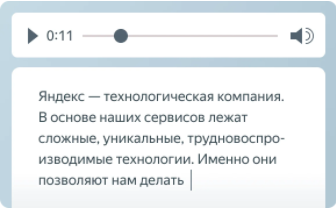 0:11
Яндекс — технологическая компания.
В основе наших сервисов лежат
сложные, уникальные, трудновоспро-
изводимые технологии. Именно они
позволяют нам делать